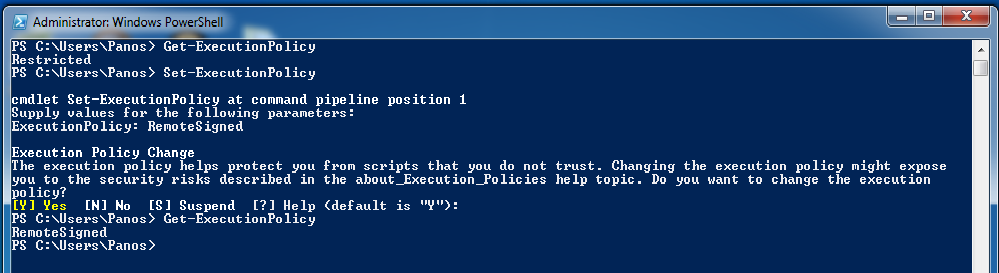 Administrator: Windows PowerShell
PS C:\Users\Panos> Get-ExecutionPolicy
Restricted
PS C:\Users\Panos> Set-ExecutionPolicy
cmdlet Set-ExecutionPolicy at command pipeline position 1
Supply values for the following parameters:
ExecutionPolicy: RemoteSigned
Execution Policy Change
The execution policy helps protect you from scripts that you do not trust. Changing the execution policy might expose
you to the security risks described in the about_Execution_Policies help topic. Do you want to change the execution
policy?
[Y] Yes  [N] No  [S] Suspend  [?] Help (default is "Y"):
PS C:\Users\Panos> Get-ExecutionPolicy
RemoteSigned
PS C:\Users\Panos>